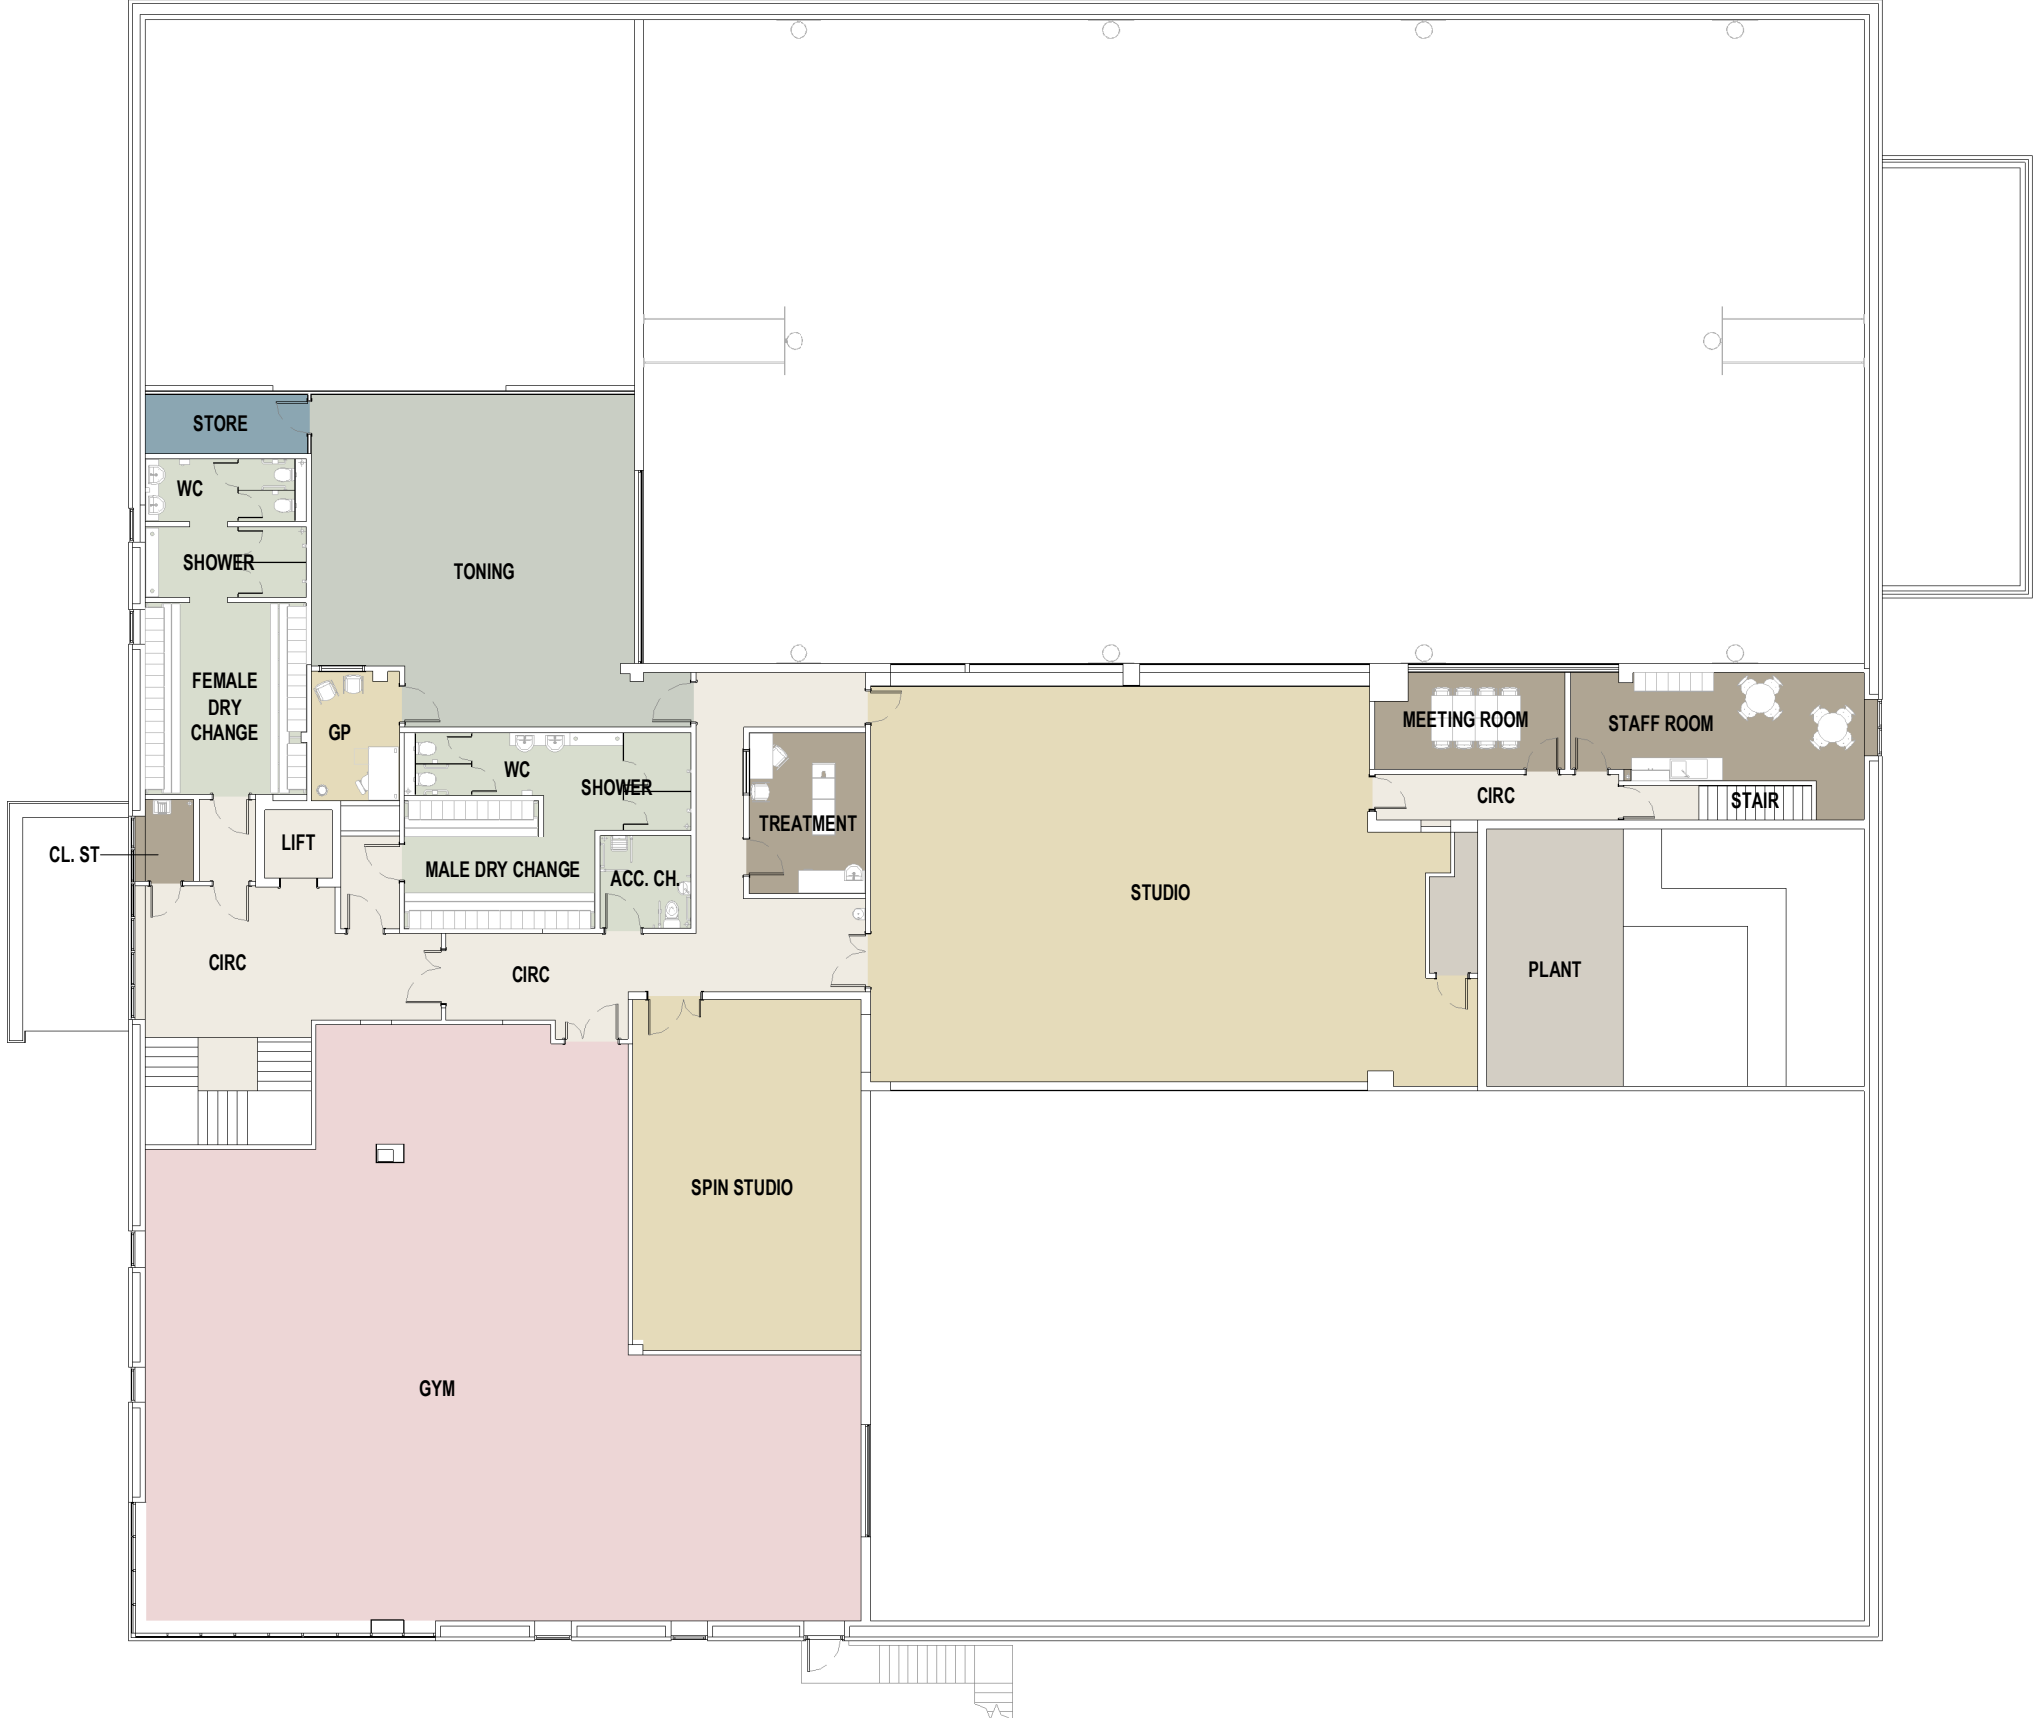 STORE
WC
SHOWER
TONING
FEMALE
DRY
CHANGE
GP
MEETING ROOM
STAFF ROOM
WC
SHOWER
CIRC
STAIR
TREATMENT
LIFT
CL. ST
MALE DRY CHANGE
ACC. CH.
STUDIO
CIRC
CIRC
PLANT
SPIN STUDIO
GYM